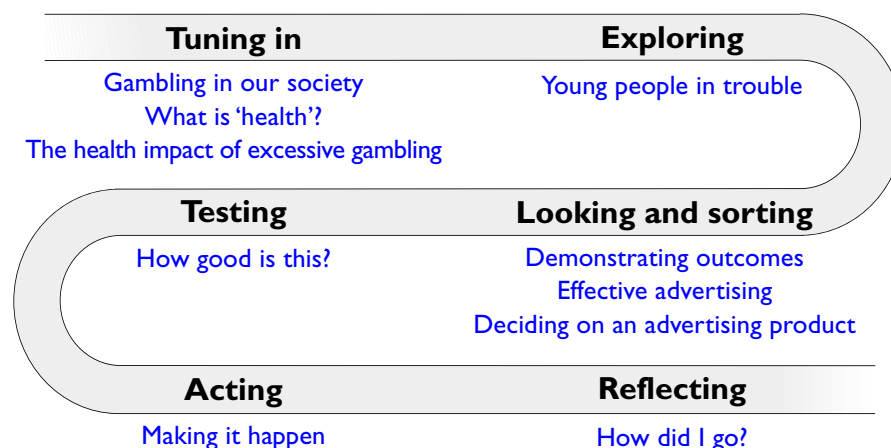 Tuning in
Gambling in our society
What is ‘health’?
The health impact of excessive gambling
Exploring
Young people in trouble
Looking and sorting
Demonstrating outcomes
Effective advertising
Deciding on an advertising product
Testing
How good is this?
Acting
Making it happen
Reflecting
How did I go?